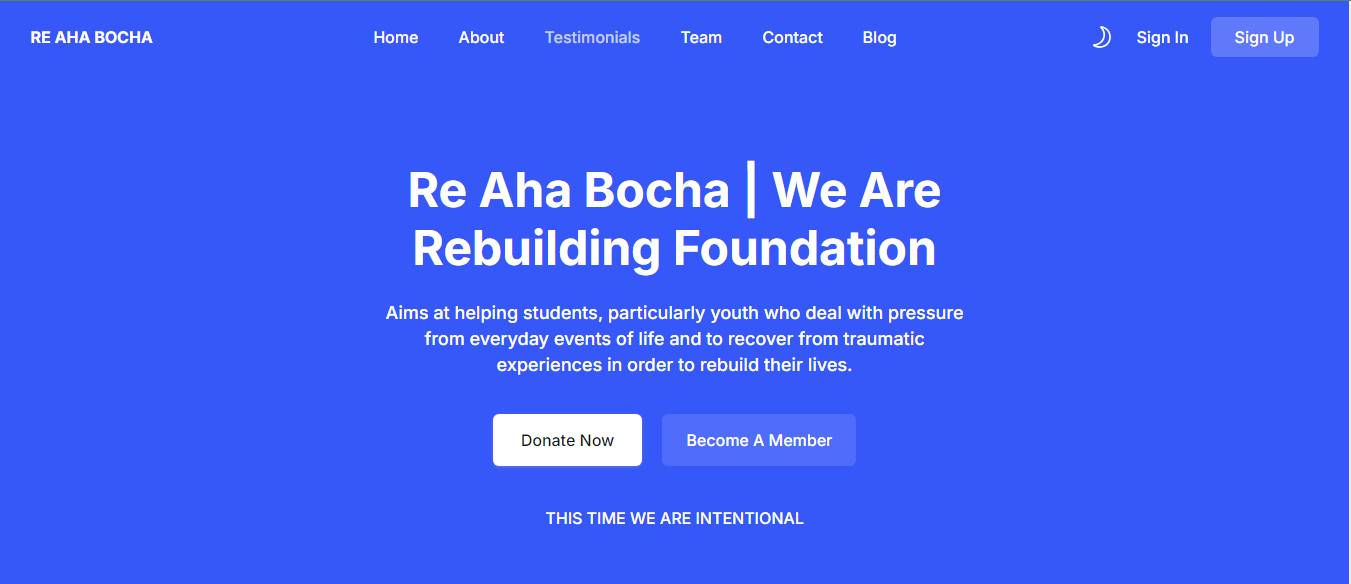 RE AHA BOCHA
Home About Testimonials Team Contact Blog
Sign In Sign Up
Re Aha Bocha | We Are
Rebuilding Foundation
Aims at helping students, particularly youth who deal with pressure
from everyday events of life and to recover from traumatic
experiences in order to rebuild their lives.
Donate Now Become A Member
THIS TIME WE ARE INTENTIONAL